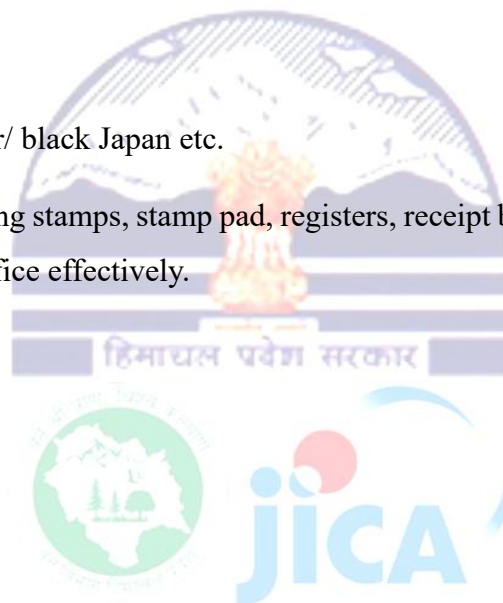 r/ black Japan etc.
ng stamps, stamp pad, registers, receipt b
fice effectively.
हिमाचल प्रदेश सरकार
jica